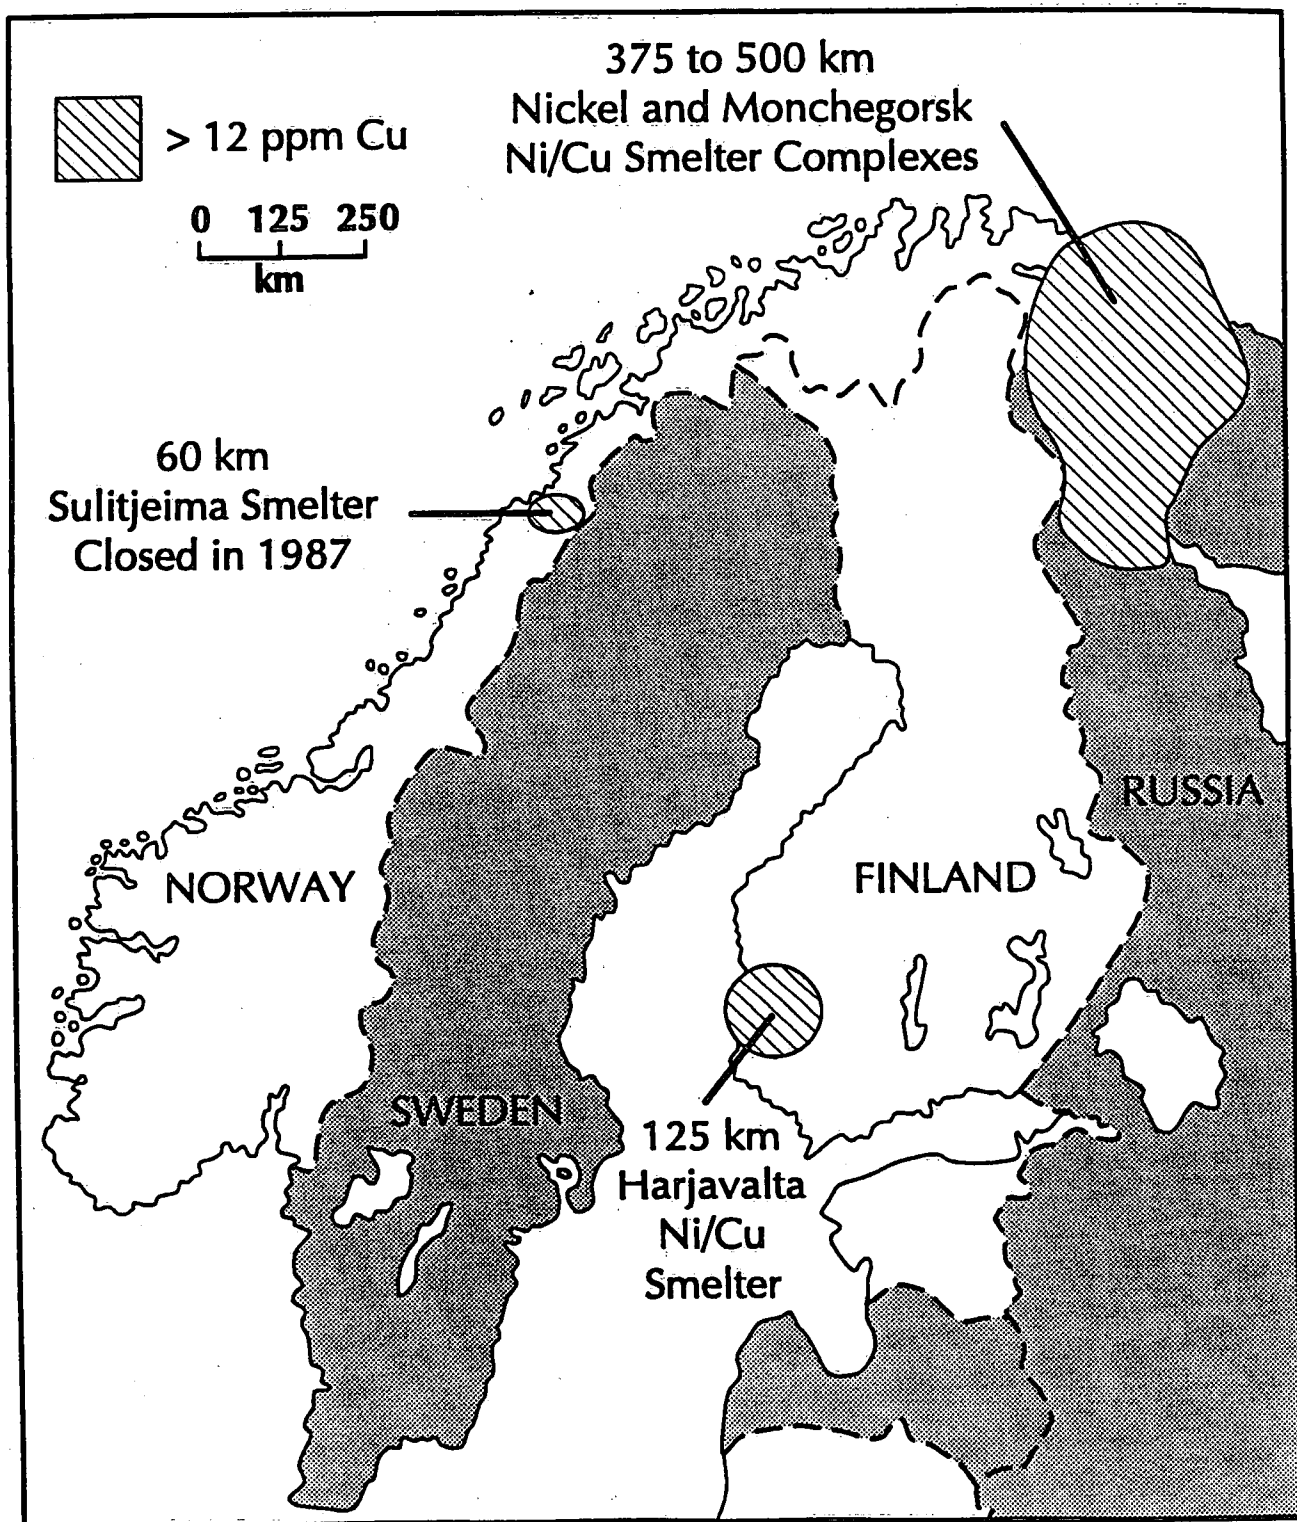 375 to 500 km
Nickel and Monchegorsk
Ni/Cu Smelter Complexes
> 12 ppm Cu
0 125 250
km
60 km
Sulitjeima Smelter
Closed in 1987
RUSSIA
NORWAY
FINLAND
SWEDEN
125 km
Harjavalta
Ni/Cu
Smelter